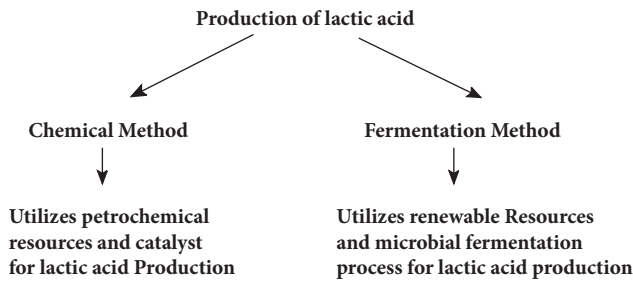 Production of lactic acid
Chemical Method
Fermentation Method
Utilizes petrochemical
resources and catalyst
for lactic acid Production
Utilizes renewable Resources
and microbial fermentation
process for lactic acid production